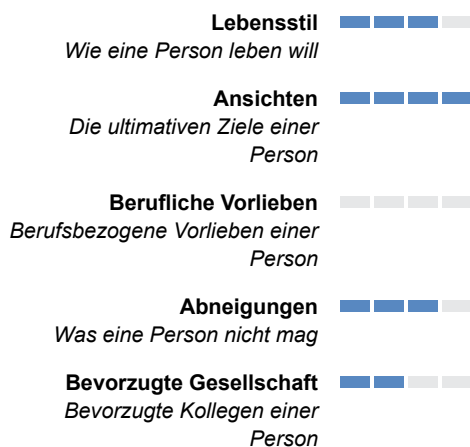 Lebensstil
Wie eine Person leben will
Ansichten
Die ultimativen Ziele einer
Person
Berufliche Vorlieben
Berufsbezogene Vorlieben einer
Person
Abneigungen
Was eine Person nicht mag
Bevorzugte Gesellschaft
Bevorzugte Kollegen einer
Person